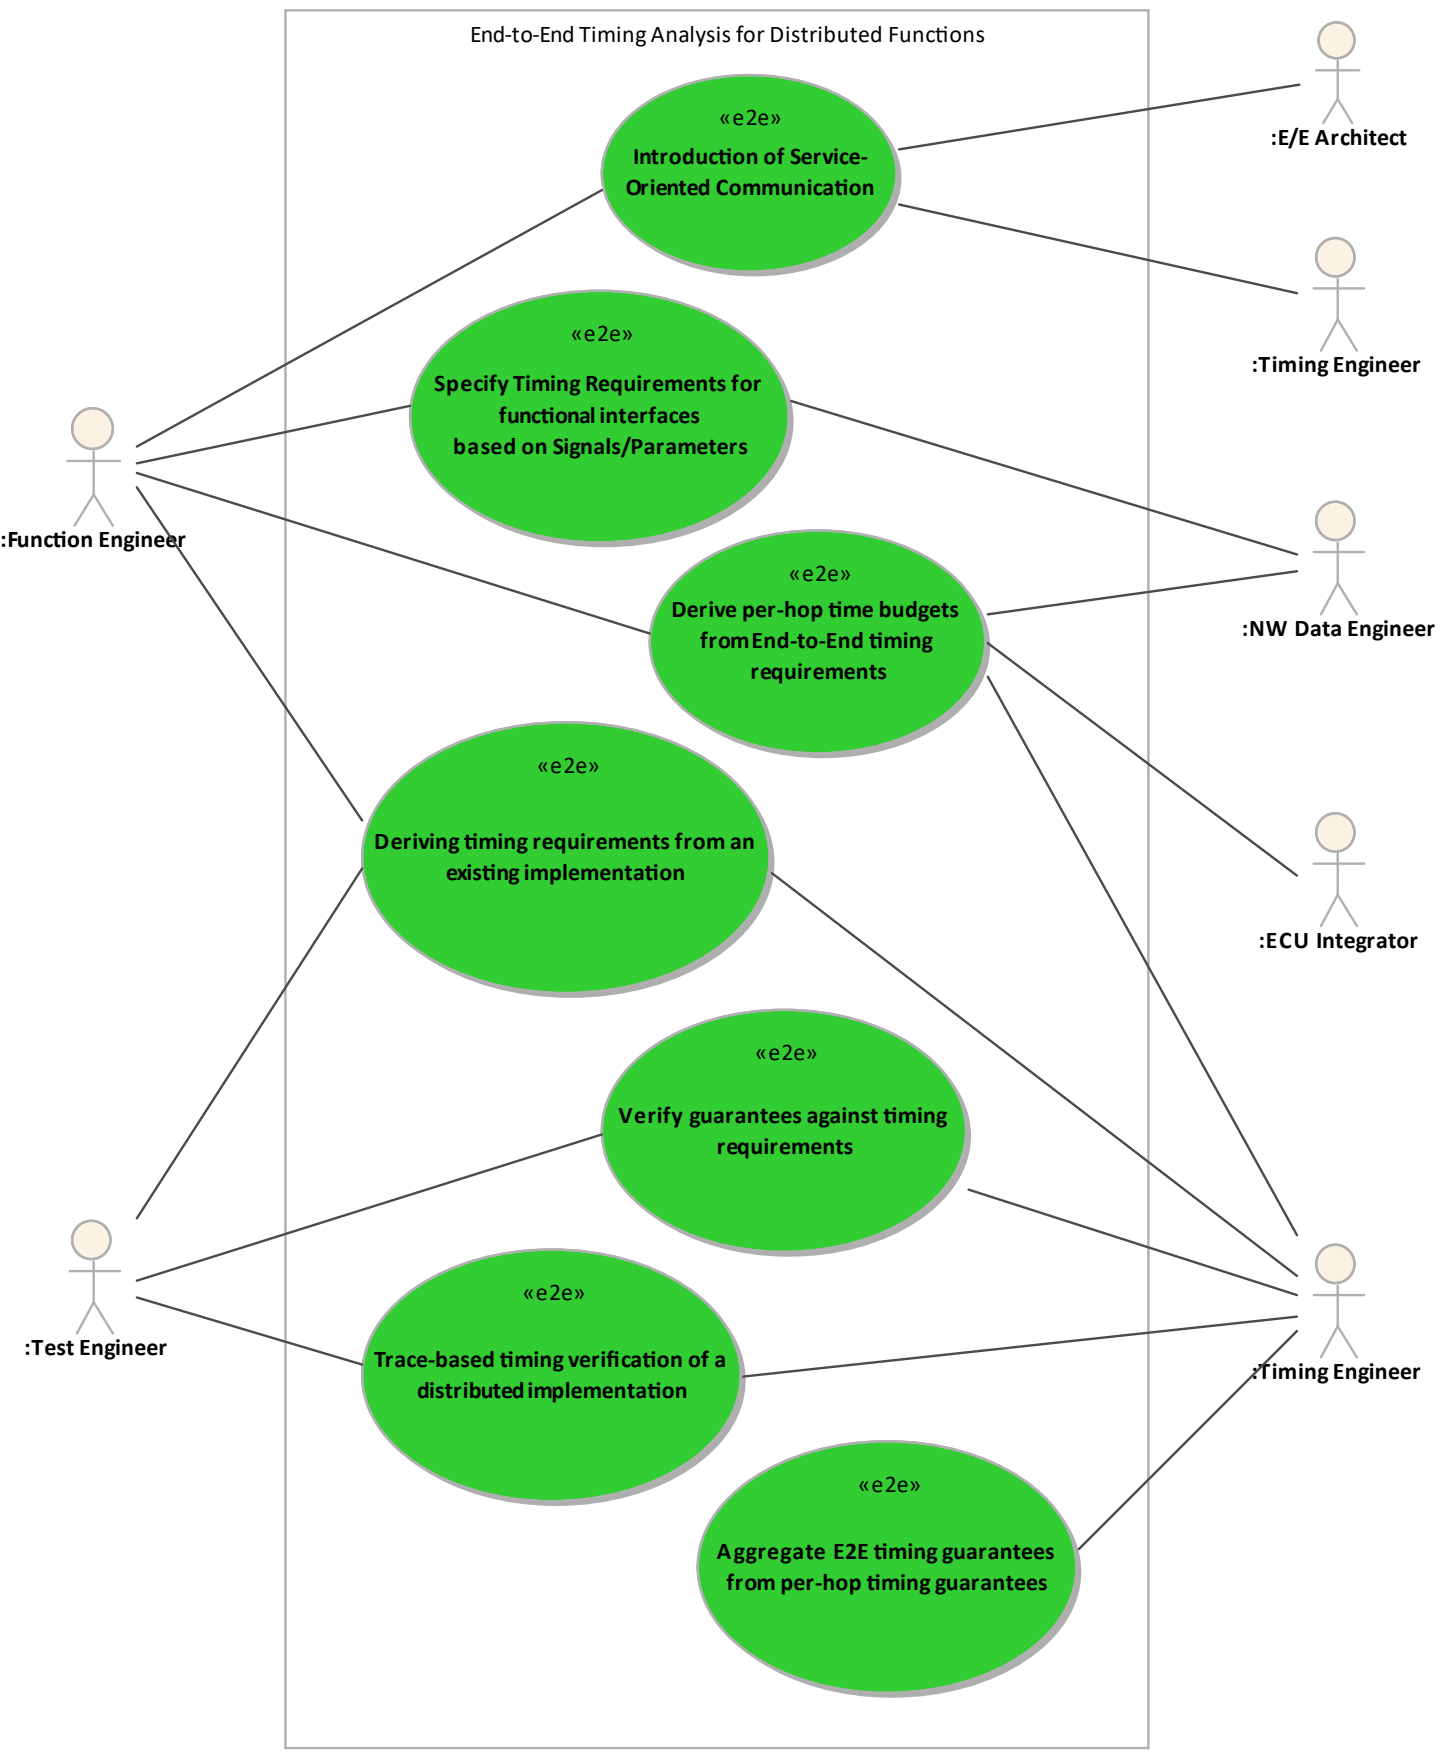 End-to-End Timing Analysis for Distributed Functions
«e2e»
Introduction of Service-
Oriented Communication
:E/E Architect
:Timing Engineer
«e2e»
Specify Timing Requirements for
functional interfaces
based on Signals/Parameters
:Function Engineer
«e2e»
Derive per-hop time budgets
from End-to-End timing
requirements
:NW Data Engineer
«e2e»
Deriving timing requirements from an
existing implementation
:ECU Integrator
«e2e»
Verify guarantees against timing
requirements
:Test Engineer
«e2e»
Trace-based timing verification of a
distributed implementation
:Timing Engineer
«e2e»
Aggregate E2E timing guarantees
from per-hop timing guarantees